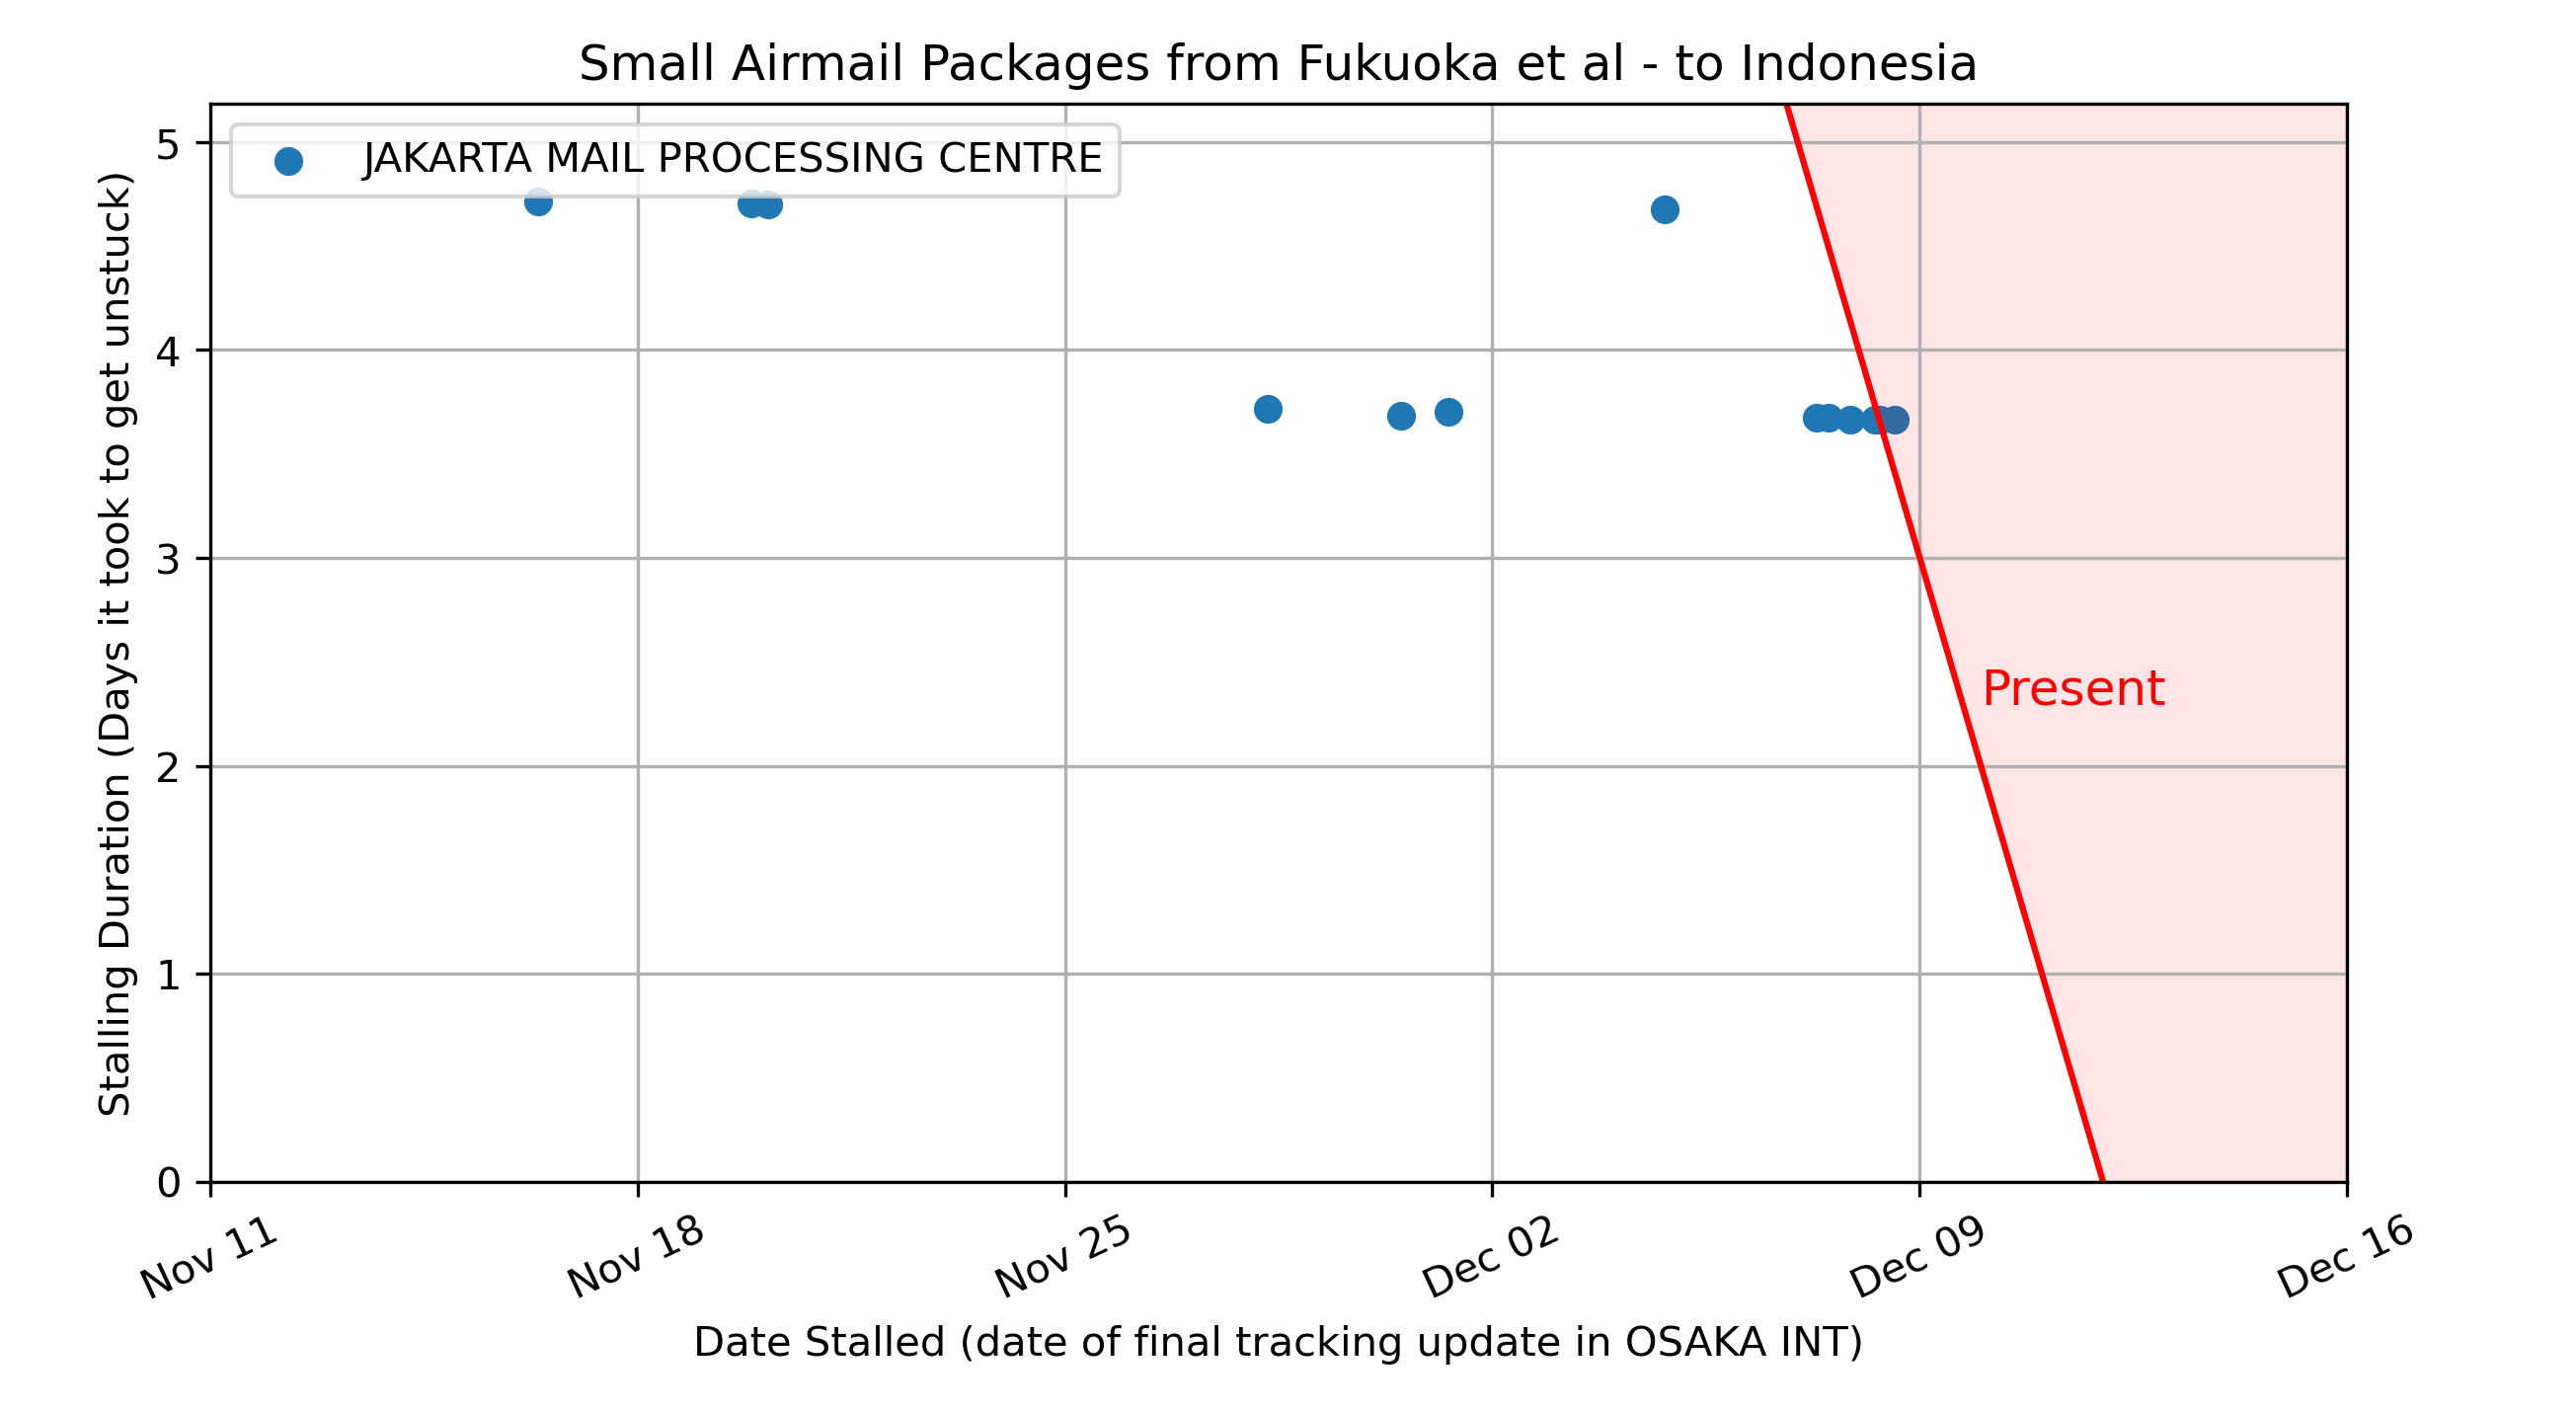 Small Airmail Packages from Fukuoka et al - to Indonesia
JAKARTA MAIL PROCESSING CENTRE
Stalling Duration (Days it took to get unstuck)
5
4
3
2
1
0
Present
Nov 11
Nov 18
Nov 25
Dec 02
Dec 09
Dec 16
Date Stalled (date of final tracking update in OSAKA INT)